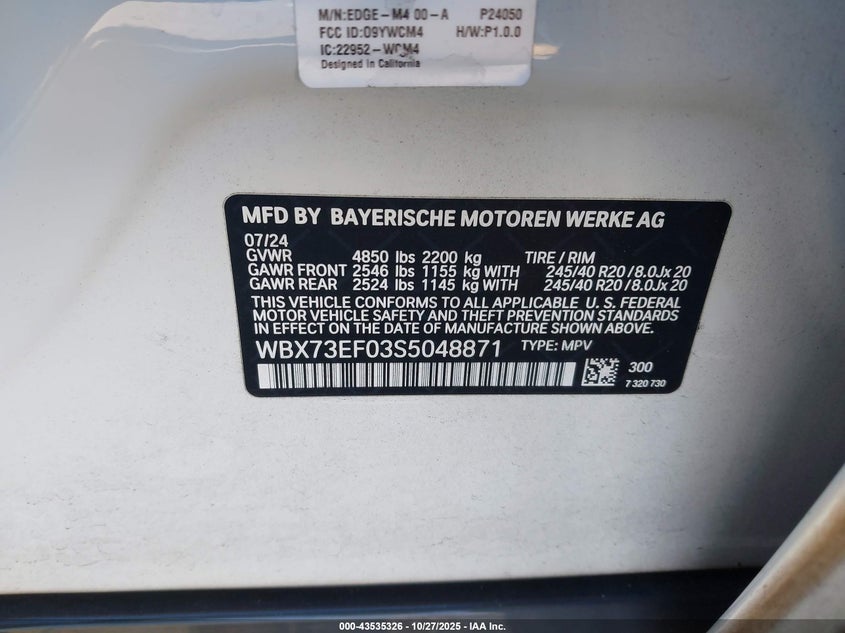 M/N:EDGE-M4 00-A P24050
FCC ID:O9YWCM4 H/W:P1.0.0
IC:22952-WCM4
Designed in California
MFD BY BAYERISCHE MOTOREN WERKE AG
07/24
GVWR 4850 lbs 2200 kg TIRE / RIM
GAWR FRONT 2546 lbs 1155 kg WITH 245/40 R20 / 8.0Jx 20
GAWR REAR 2524 lbs 1145 kg WITH 245/40 R20 / 8.0Jx 20
THIS VEHICLE CONFORMS TO ALL APPLICABLE U. S. FEDERAL
MOTOR VEHICLE SAFETY AND THEFT PREVENTION STANDARDS
IN EFFECT ON THE DATE OF MANUFACTURE SHOWN ABOVE.
WBX73EF03S5048871 TYPE: MPV
300
7 320 730
000-43535326 | 10/27/2025 - IAA Inc.